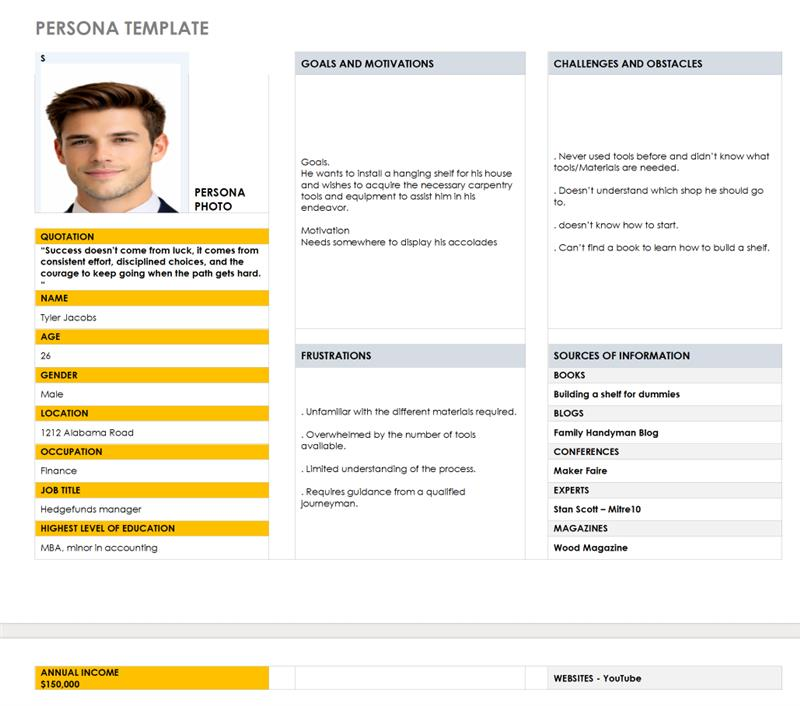 PERSONA TEMPLATE
$
PERSONA
PHOTO
QUOTATION
“Success doesn't come from luck, it comes from
consistent effort, disciplined choices, and the
courage to keep going when the path gets hard.
“
NAME
Tyler Jacobs
AGE
26
GENDER
Male
LOCATION
1212 Alabama Road
OCCUPATION
Finance
JOB TITLE
Hedgefunds manager
HIGHEST LEVEL OF EDUCATION
MBA, minor in accounting
GOALS AND MOTIVATIONS
Goals.
He wants to install a hanging shelf for his house
and wishes to acquire the necessary carpentry
tools and equipment to assist him in his
endeavor.
Motivation
Needs somewhere to display his accolades
FRUSTRATIONS
. Unfamiliar with the different materials required.
. Overwhelmed by the number of tools
available.
. Limited understanding of the process.
. Requires guidance from a qualified
journeyman.
CHALLENGES AND OBSTACLES
. Never used tools before and didn't know what
tools/Materials are needed.
. Doesn't understand which shop he should go
to.
. doesn't know how to start.
. Can't find a book to learn how to build a shelf.
SOURCES OF INFORMATION
BOOKS
Building a shelf for dummies
BLOGS
Family Handyman Blog
CONFERENCES
Maker Faire
EXPERTS
Stan Scott – Mitre10
MAGAZINES
Wood Magazine
ANNUAL INCOME
$150,000
WEBSITES - YouTube